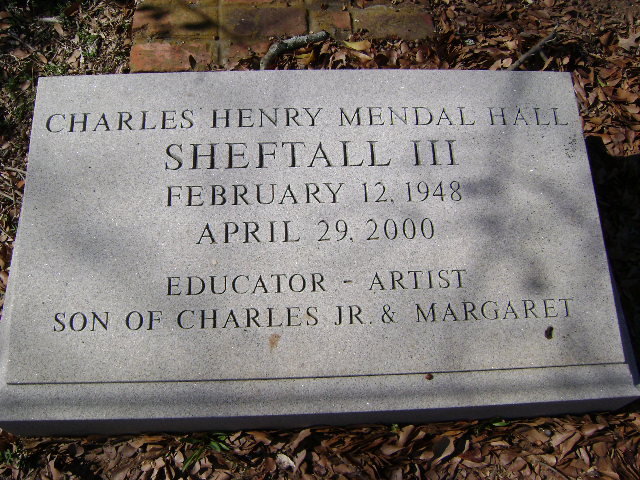 CHARLES HENRY MENDAL HALL
SHEFTALL III
FEBRUARY 12, 1948
APRIL 29, 2000
EDUCATOR - ARTIST
SON OF CHARLES JR. & MARGARET